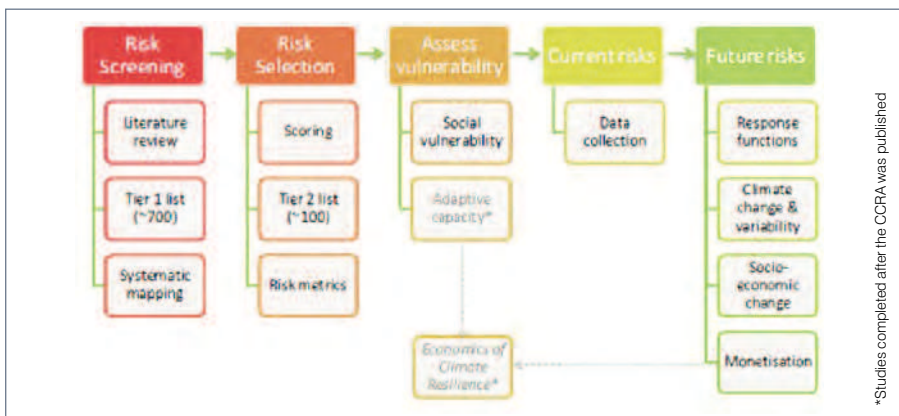 Risk
Screening
Literature
review
Tier 1 list
(~700)
Systematic
mapping
Risk
Selection
Scoring
Tier 2 list
(~100)
Risk metrics
Assess
vulnerability
Social
vulnerability
Adaptive
capacity*
Economics of
Climate
Resilience*
Current risks
Data
collection
Future risks
Response
functions
Climate
change &
variability
Socio-
economic
change
Monetisation
*Studies completed after the CCRA was published